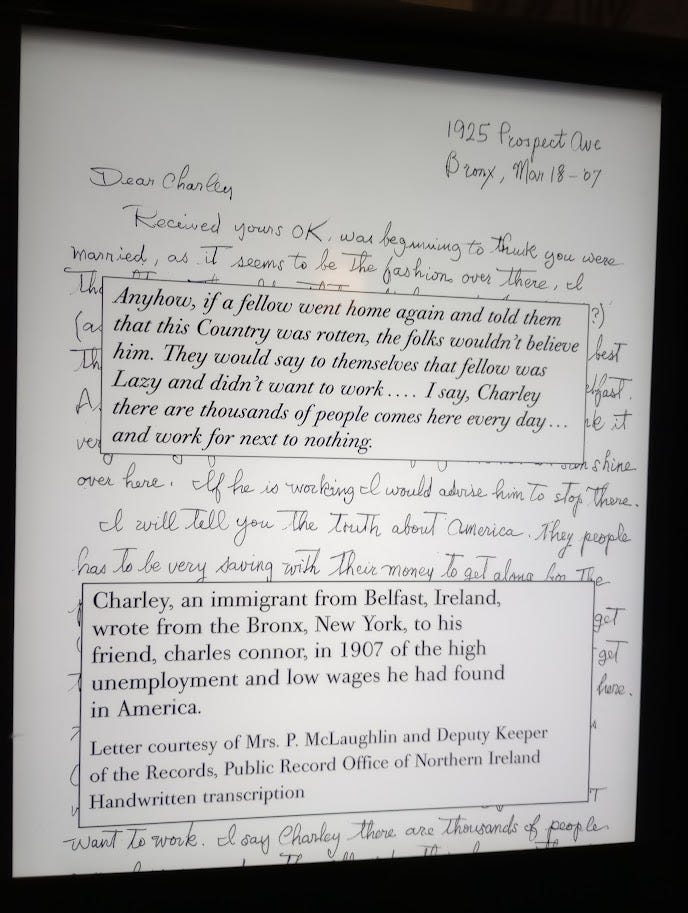 1925 Prospect Ave
Bronx, Mar 18-'07
Dear Charley
Received yours OK, was beginning to think you were
married, as it seems to be the fashion over there, I
Anyhow, if a fellow went home again and told them
that this Country was rotten, the folks wouldn't believe
him. They would say to themselves that fellow was
Lazy and didn't want to work.... I say, Charley
there are thousands of people comes here every day...
and work for next to nothing.
?)
best
it
ver
sunshine
over here. If he is working I would advise him to stop there.
I will tell you the truth about America. They people
has to be very saving with their money to get along
Charley, an immigrant from Belfast, Ireland,
wrote from the Bronx, New York, to his
friend, charles connor, in 1907 of the high
unemployment and low wages he had found
in America.
Letter courtesy of Mrs. P. McLaughlin and Deputy Keeper
of the Records, Public Record Office of Northern Ireland
Handwritten transcription
get
get
here.
want to work. I say Charley there are thousands of people